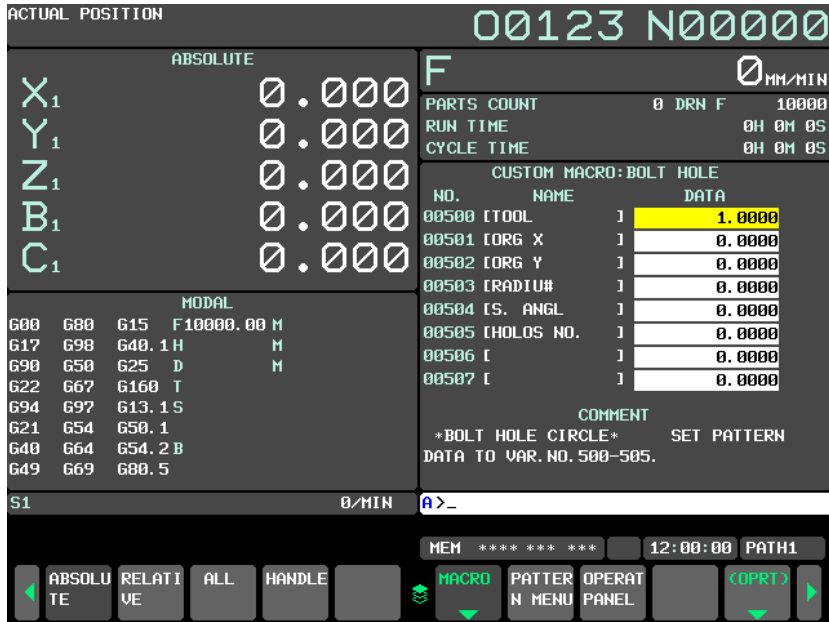 ACTUAL POSITION
O0123 N00000
ABSOLUTE
X1 0.000
Y1 0.000
Z1 0.000
B1 0.000
C1 0.000
F 0 MM/MIN
PARTS COUNT 0 DRN F 10000
RUN TIME 0H 0M 0S
CYCLE TIME 0H 0M 0S
CUSTOM MACRO:BOLT HOLE
NO. NAME DATA
00500 [TOOL ] 1.0000
00501 [ORG X ] 0.0000
00502 [ORG Y ] 0.0000
00503 [RADIU# ] 0.0000
00504 [S. ANGL ] 0.0000
00505 [HOLOS NO. ] 0.0000
00506 [ ] 0.0000
00507 [ ] 0.0000
COMMENT
*BOLT HOLE CIRCLE* SET PATTERN
DATA TO VAR.NO.500-505.
MODAL
G00 G80 G15 F10000.00 M
G17 G98 G40.1 H M
G90 G50 G25 D M
G22 G67 G160 T
G94 G97 G13.1 S
G21 G54 G50.1
G40 G64 G54.2 B
G49 G69 G80.5
S1 0/MIN
A>_
MEM **** *** *** 12:00:00 PATH1
ABSOLU
TE
RELATI
VE
ALL
HANDLE
MACRO
PATTER
N MENU
OPERAT
PANEL
(OPRT)